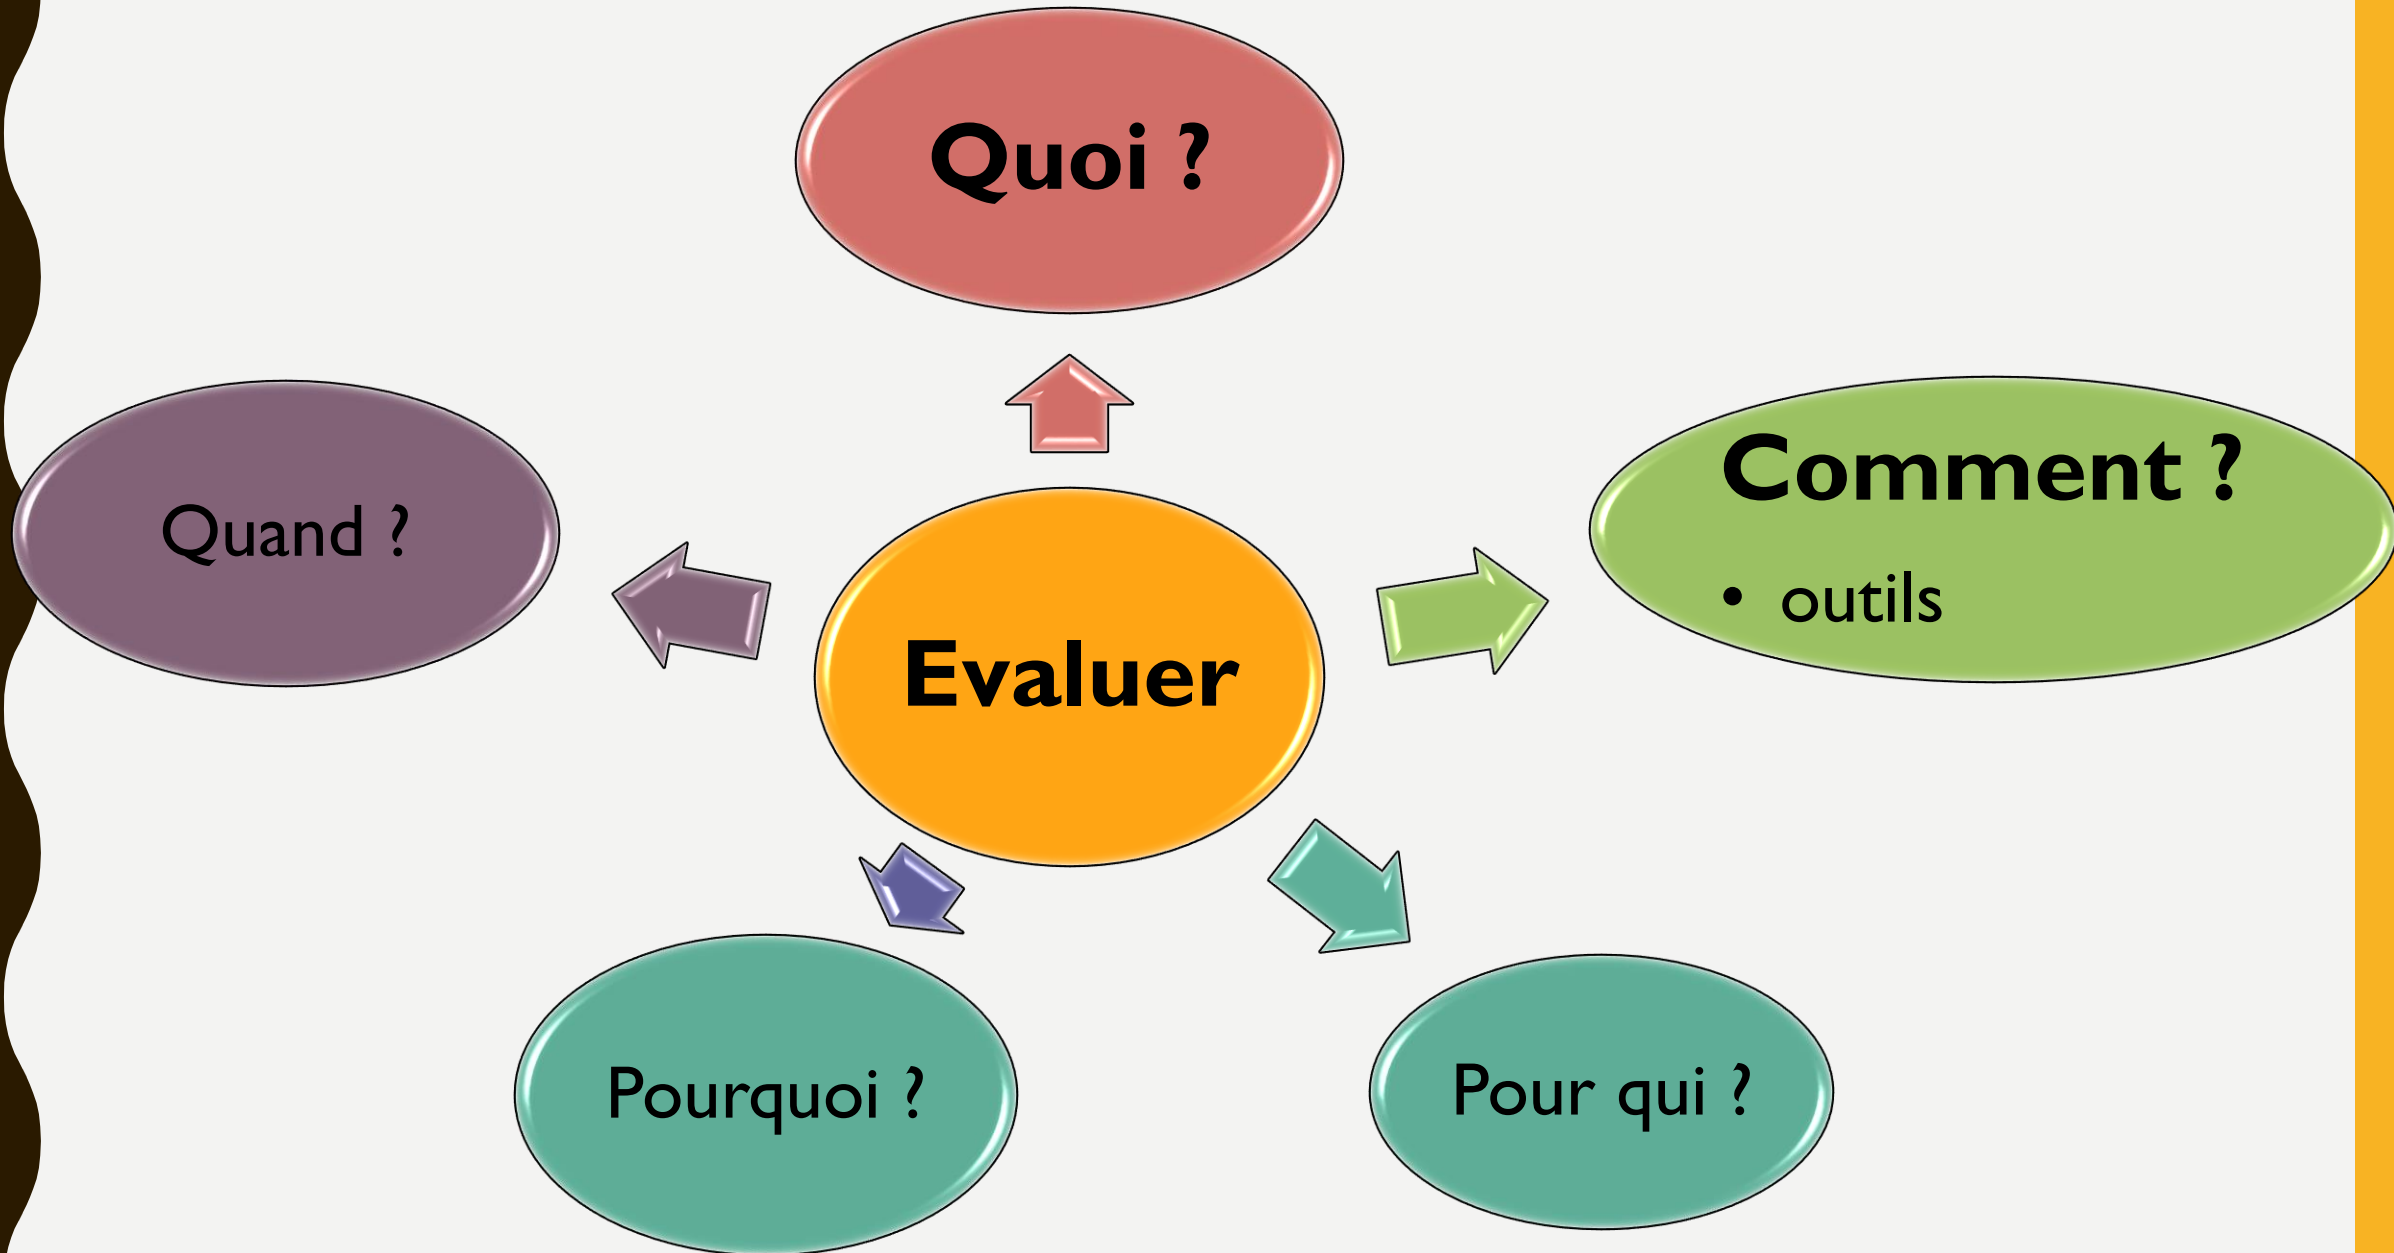 Quoi ?
Quand ?
Comment ?
• outils
Evaluer
Pourquoi ?
Pour qui ?